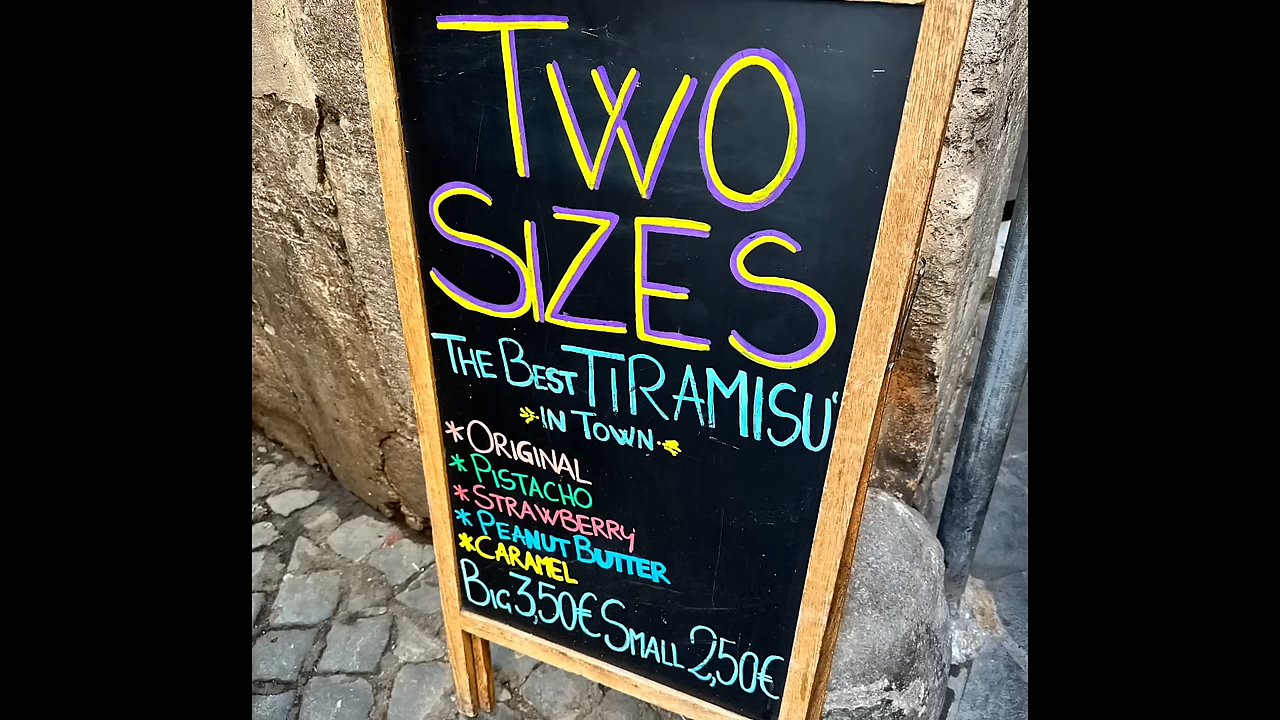 TWO
SIZES
THE BEST TIRAMISU'
IN TOWN
*ORIGINAL
*PISTACHO
*STRAWBERRY
*PEANUT BUTTER
*CARAMEL
BIG 3,50€ SMALL 2,50€